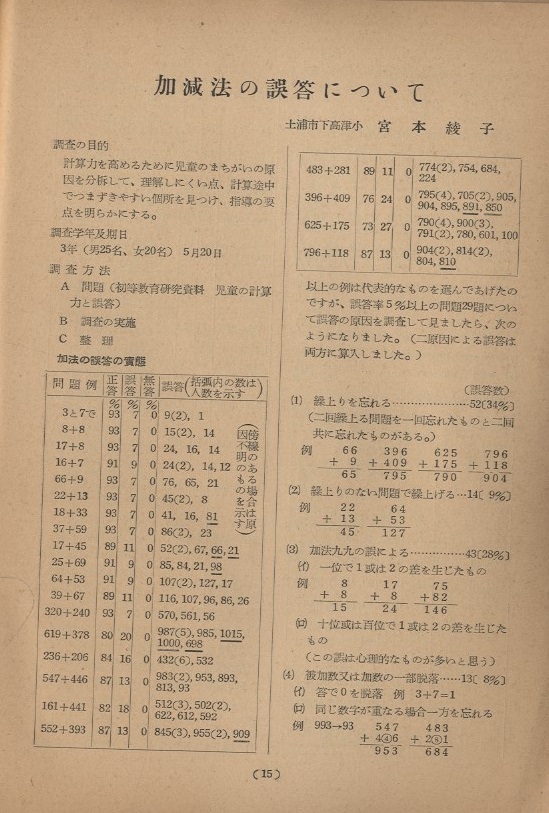 加減法の誤答について
土浦市下高津小 宮本綾子
調査の目的
計算力を高めるために児童のまちがいの原
因を分拆して、理解しにくい点、計算途中
でつまずきやすい個所を見つけ、指導の要
点を明らかにする。
調査学年及期日
3年（男25名、女20名） 5月20日
調査方法
A 問題（初等教育研究資料 児童の計算
力と誤答）
B 調査の実施
C 整理
加法の誤答の實態
問題例 正答 誤答 無答 誤答（括弧内の数は人数を示す）
% % %
3と7で 93 7 0 9(2), 1
8+8 93 7 0 15(2), 14
17+8 93 7 0 24, 16, 14
16+7 91 9 0 24(2), 14, 12
66+9 93 7 0 76, 65, 21
22+13 93 7 0 45(2), 8
18+33 93 7 0 41, 16, 81
37+59 93 7 0 86(2), 23
（傍線のある場合は原
因不明のものを示す）
17+45 89 11 0 52(2), 67, 66, 21
25+69 91 9 0 85, 84, 21, 98
64+53 91 9 0 107(2), 127, 17
39+67 89 11 0 116, 107, 96, 86, 26
320+240 93 7 0 570, 561, 56
619+378 80 20 0 987(5), 985, 1015,
1000, 698
236+206 84 16 0 432(6), 532
547+446 87 13 0 983(2), 953, 893,
813, 93
161+441 82 18 0 512(3), 502(2),
622, 612, 592
552+393 87 13 0 845(3), 955(2), 909
483+281 89 11 0 774(2), 754, 684,
224
396+409 76 24 0 795(4), 705(2), 905,
904, 895, 891, 850
625+175 73 27 0 790(4), 900(3),
791(2), 780, 601, 100
796+118 87 13 0 904(2), 814(2),
804, 810
以上の例は代表的なものを選んであげたの
ですが、誤答率5％以上の問題29題につい
て誤答の原因を調査して見ましたら、次の
ようになりました。（二原因による誤答は
両方に算入しました。）
（誤答数）
(1) 繰上りを忘れる……………52(34%)
（二回繰上る問題を一回忘れたものと二回
共に忘れたものがある。）
例 66 396 625 796
+ 9 +409 +175 +118
65 795 790 904
(2) 繰上りのない問題で繰上げる…14( 9%)
例 22 64
+ 13 + 53
45 127
(3) 加法九九の誤による……………43(28%)
(イ) 一位で1或は2の差を生じたもの
例 8 17 75
+ 8 + 8 +82
15 24 146
(ロ) 十位或は百位で1或は2の差を生じた
もの
（この誤は心理的なものが多いと思う）
(4) 被加数又は加数の一部脱落……13( 8%)
(イ) 答で0を脱落 例 3+7=1
(ロ) 同じ数字が重なる場合一方を忘れる
例 993→93 547 483
+ 4④6 + 2⑧1
953 684
(15)